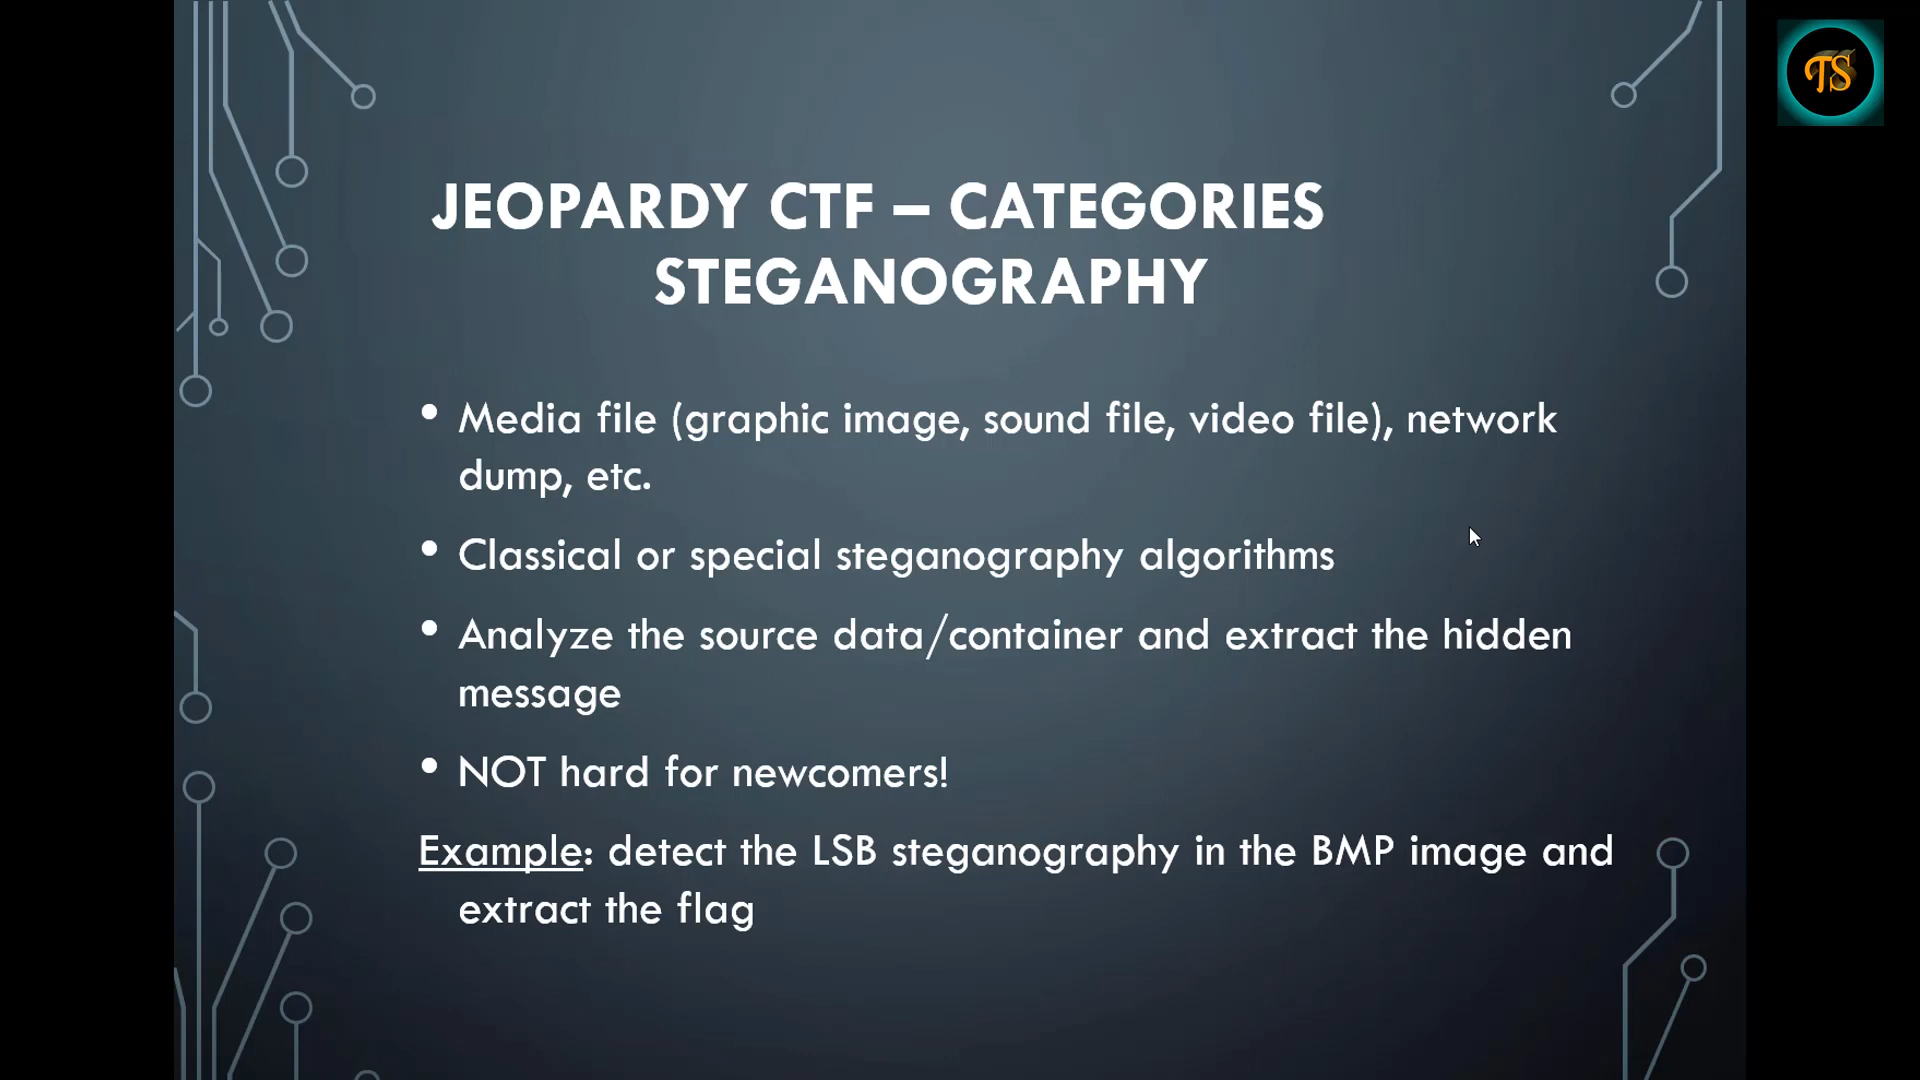 TS
JEOPARDY CTF – CATEGORIES
STEGANOGRAPHY
• Media file (graphic image, sound file, video file), network
dump, etc.
• Classical or special steganography algorithms
• Analyze the source data/container and extract the hidden
message
• NOT hard for newcomers!
Example: detect the LSB steganography in the BMP image and
extract the flag